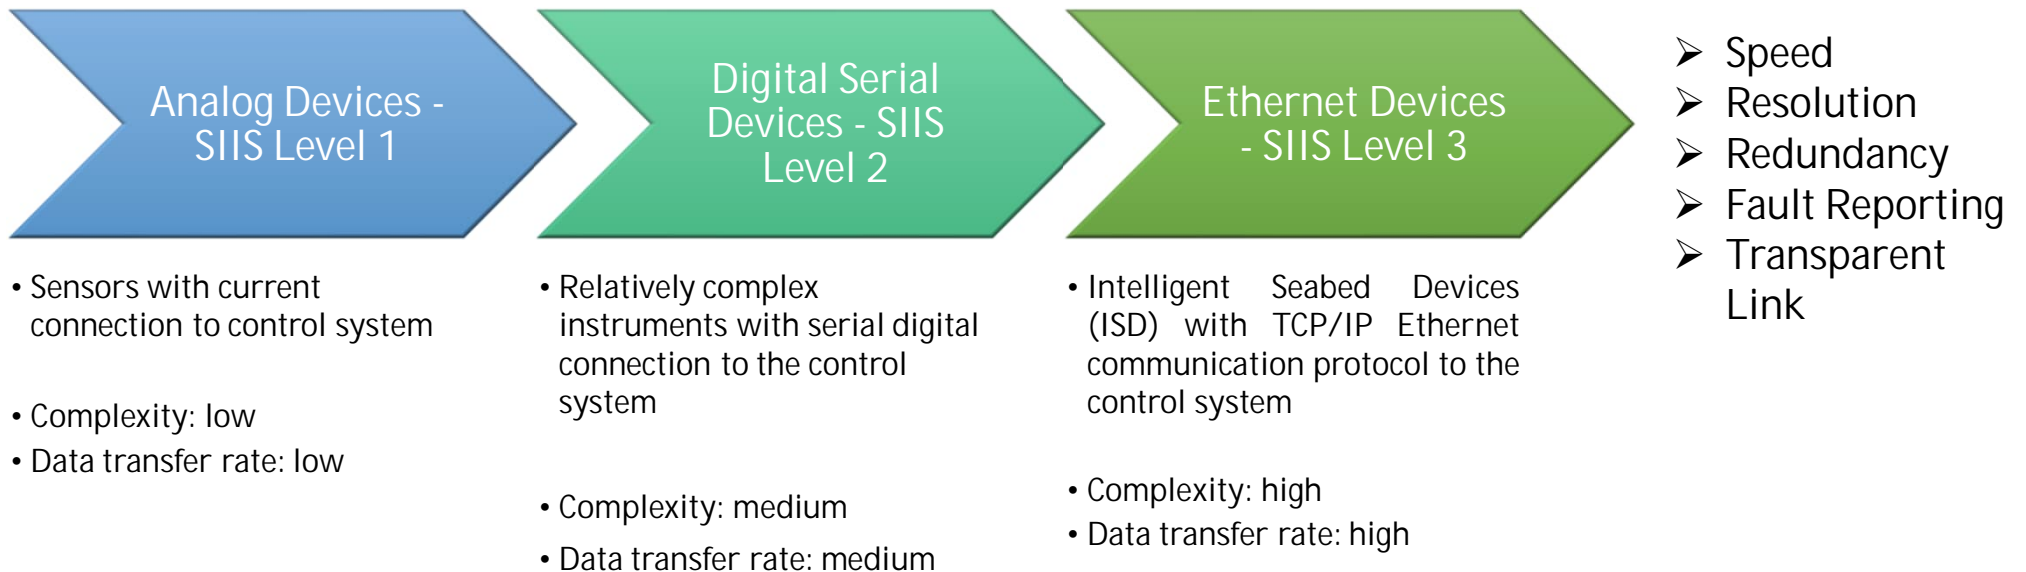 Analog Devices -
SIIS Level 1
• Sensors with current
connection to control system
• Complexity: low
• Data transfer rate: low
Digital Serial
Devices - SIIS
Level 2
• Relatively complex
instruments with serial digital
connection to the control
system
• Complexity: medium
• Data transfer rate: medium
Ethernet Devices
- SIIS Level 3
• Intelligent Seabed Devices
(ISD) with TCP/IP Ethernet
communication protocol to the
control system
• Complexity: high
• Data transfer rate: high
➢ Speed
➢ Resolution
➢ Redundancy
➢ Fault Reporting
➢ Transparent
Link